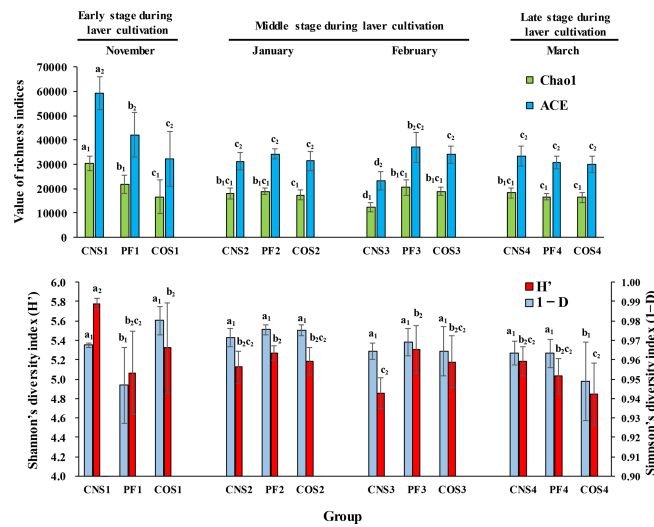 Early stage during
laver cultivation
November
Middle stage during laver cultivation
January
February
Late stage during
laver cultivation
March
Value of richness indices
70000
60000
50000
40000
30000
20000
10000
0
Chao1
ACE
a1 a2 b1 b2 c1 c2
b1c1 c2 b1c1 c2 c1 c2
d1 d2 b1c1 b2c2 b1c1 c2
b1c1 c2 c1 c2 c1 c2
CNS1 PF1 COS1 CNS2 PF2 COS2 CNS3 PF3 COS3 CNS4 PF4 COS4
Shannon's diversity index (H')
6.0
5.8
5.6
5.4
5.2
5.0
4.8
4.6
4.4
4.2
4.0
H'
1 − D
a1 a2 b1 b2c2 a1 b2
a1 b2c2 a1 b2c2 a1 b2c2
a1 c2 a1 b2 a1 b2c2
a1 b2c2 a1 b2c2 a1 c2
1.00
0.99
0.98
0.97
0.96
0.95
0.94
0.93
0.92
0.91
0.90
Simpson's diversity index (1−D)
CNS1 PF1 COS1 CNS2 PF2 COS2 CNS3 PF3 COS3 CNS4 PF4 COS4
Group